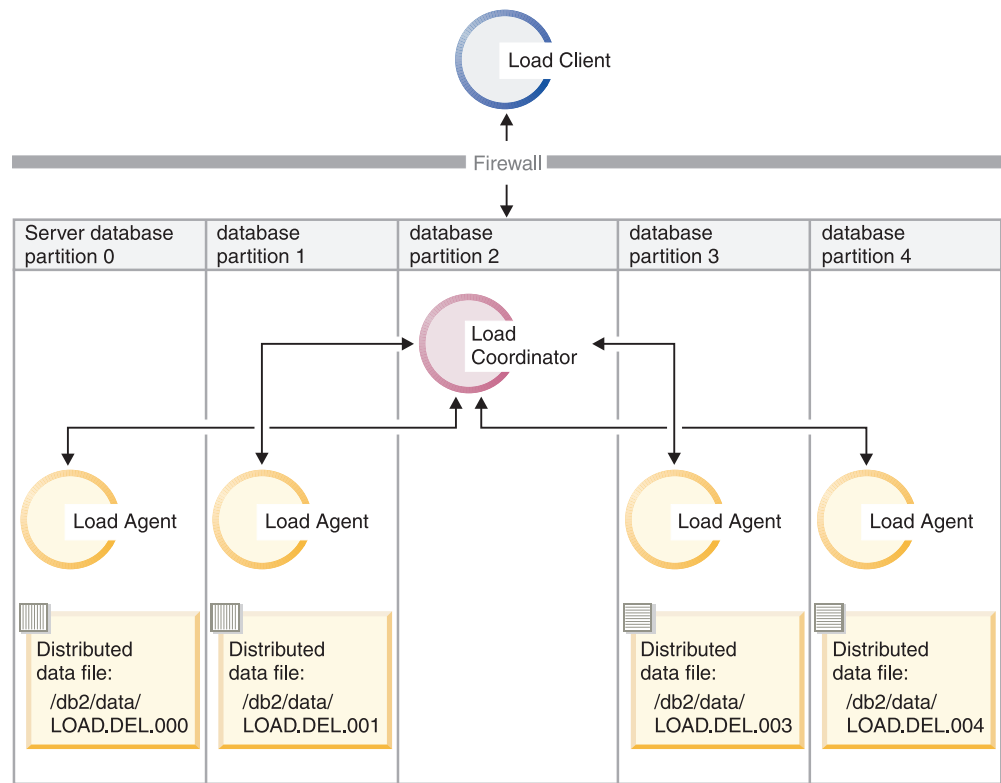 Load Client
Firewall
Server database
partition 0
database
partition 1
database
partition 2
database
partition 3
database
partition 4
Load
Coordinator
Load Agent
Load Agent
Load Agent
Load Agent
Distributed
data file:
/db2/data/
LOAD.DEL.000
Distributed
data file:
/db2/data/
LOAD.DEL.001
Distributed
data file:
/db2/data/
LOAD.DEL.003
Distributed
data file:
/db2/data/
LOAD.DEL.004